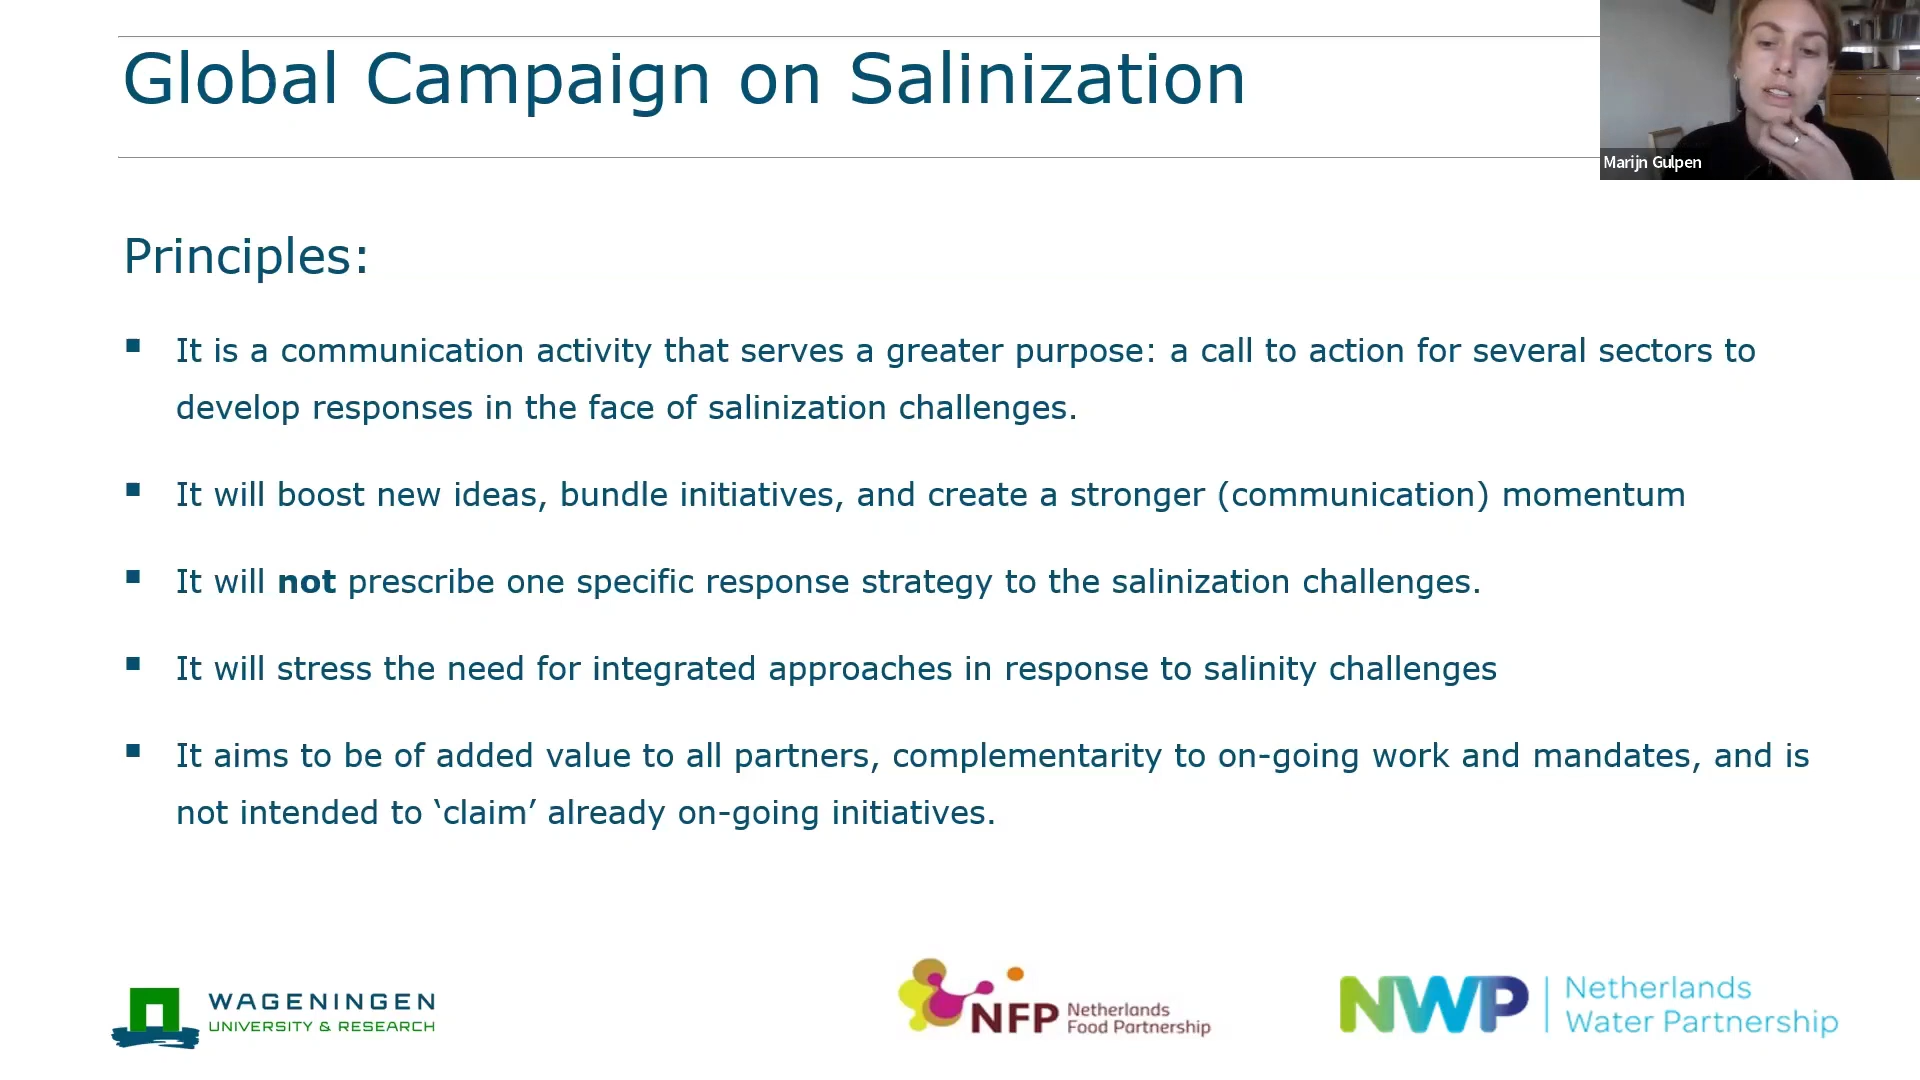 Global Campaign on Salinization
Marijn Gulpen
Principles:
It is a communication activity that serves a greater purpose: a call to action for several sectors to
develop responses in the face of salinization challenges.
It will boost new ideas, bundle initiatives, and create a stronger (communication) momentum
It will not prescribe one specific response strategy to the salinization challenges.
It will stress the need for integrated approaches in response to salinity challenges
It aims to be of added value to all partners, complementarity to on-going work and mandates, and is
not intended to ‘claim’ already on-going initiatives.
WAGENINGEN
UNIVERSITY & RESEARCH
NFP Netherlands
Food Partnership
NWP Netherlands
Water Partnership